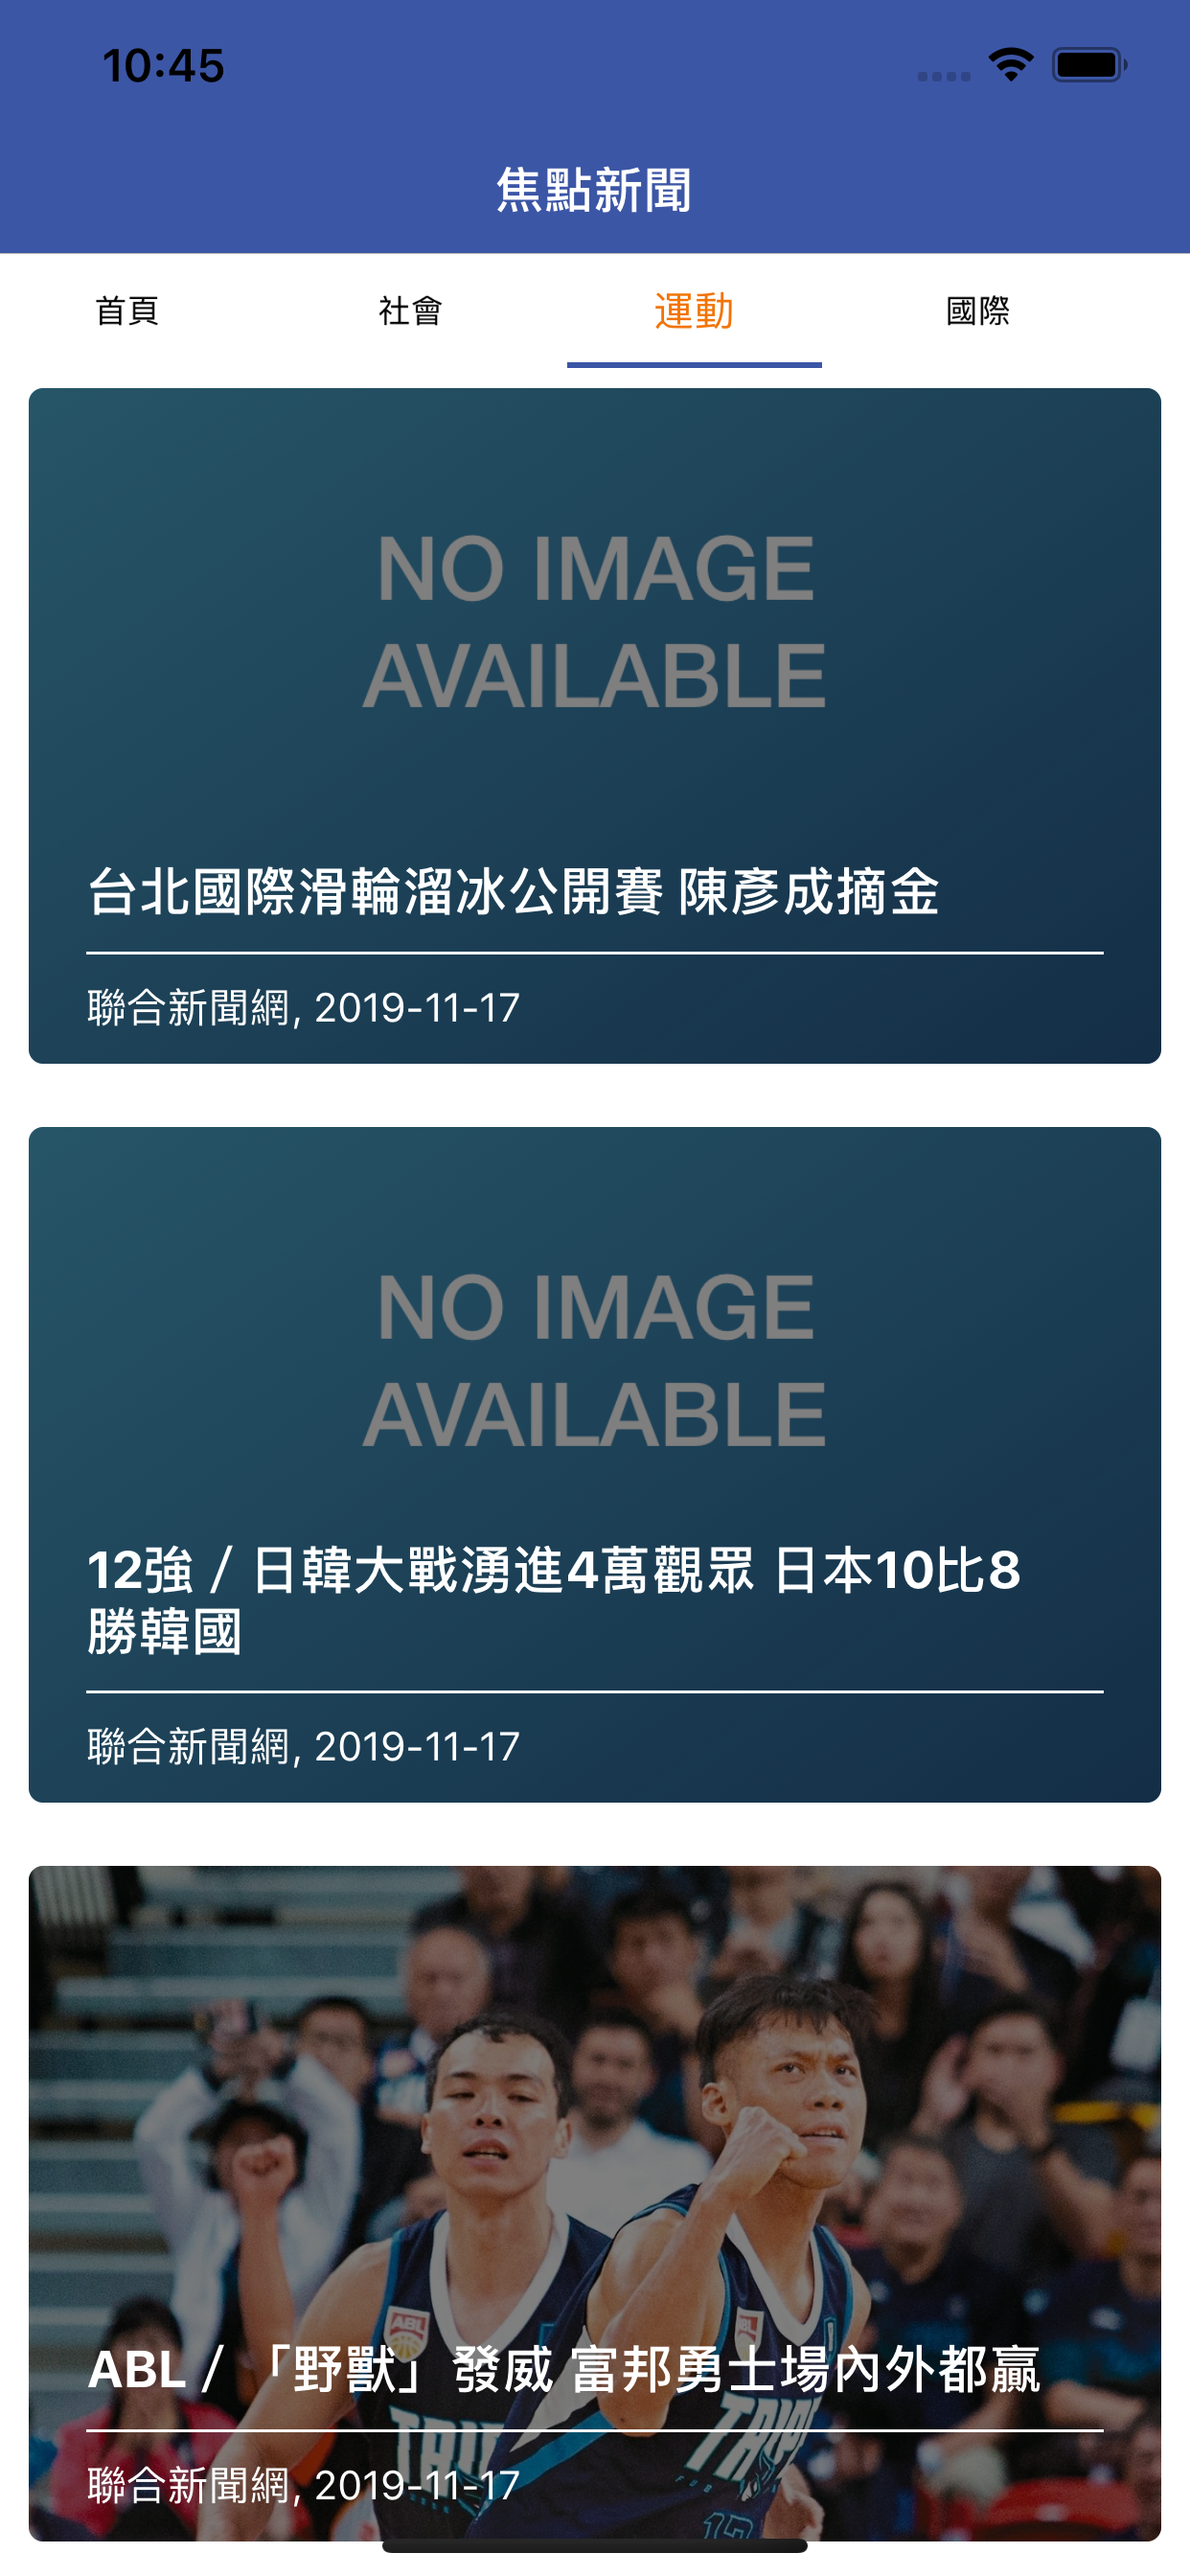 10:45
焦點新聞
首頁 社會 運動 國際
NO IMAGE
AVAILABLE
台北國際滑輪溜冰公開賽 陳彥成摘金
聯合新聞網, 2019-11-17
NO IMAGE
AVAILABLE
12強／日韓大戰湧進4萬觀眾 日本10比8
勝韓國
聯合新聞網, 2019-11-17
ABL
ABL
ABL／「野獸」發威 富邦勇士場內外都贏
聯合新聞網, 2019-11-17
12